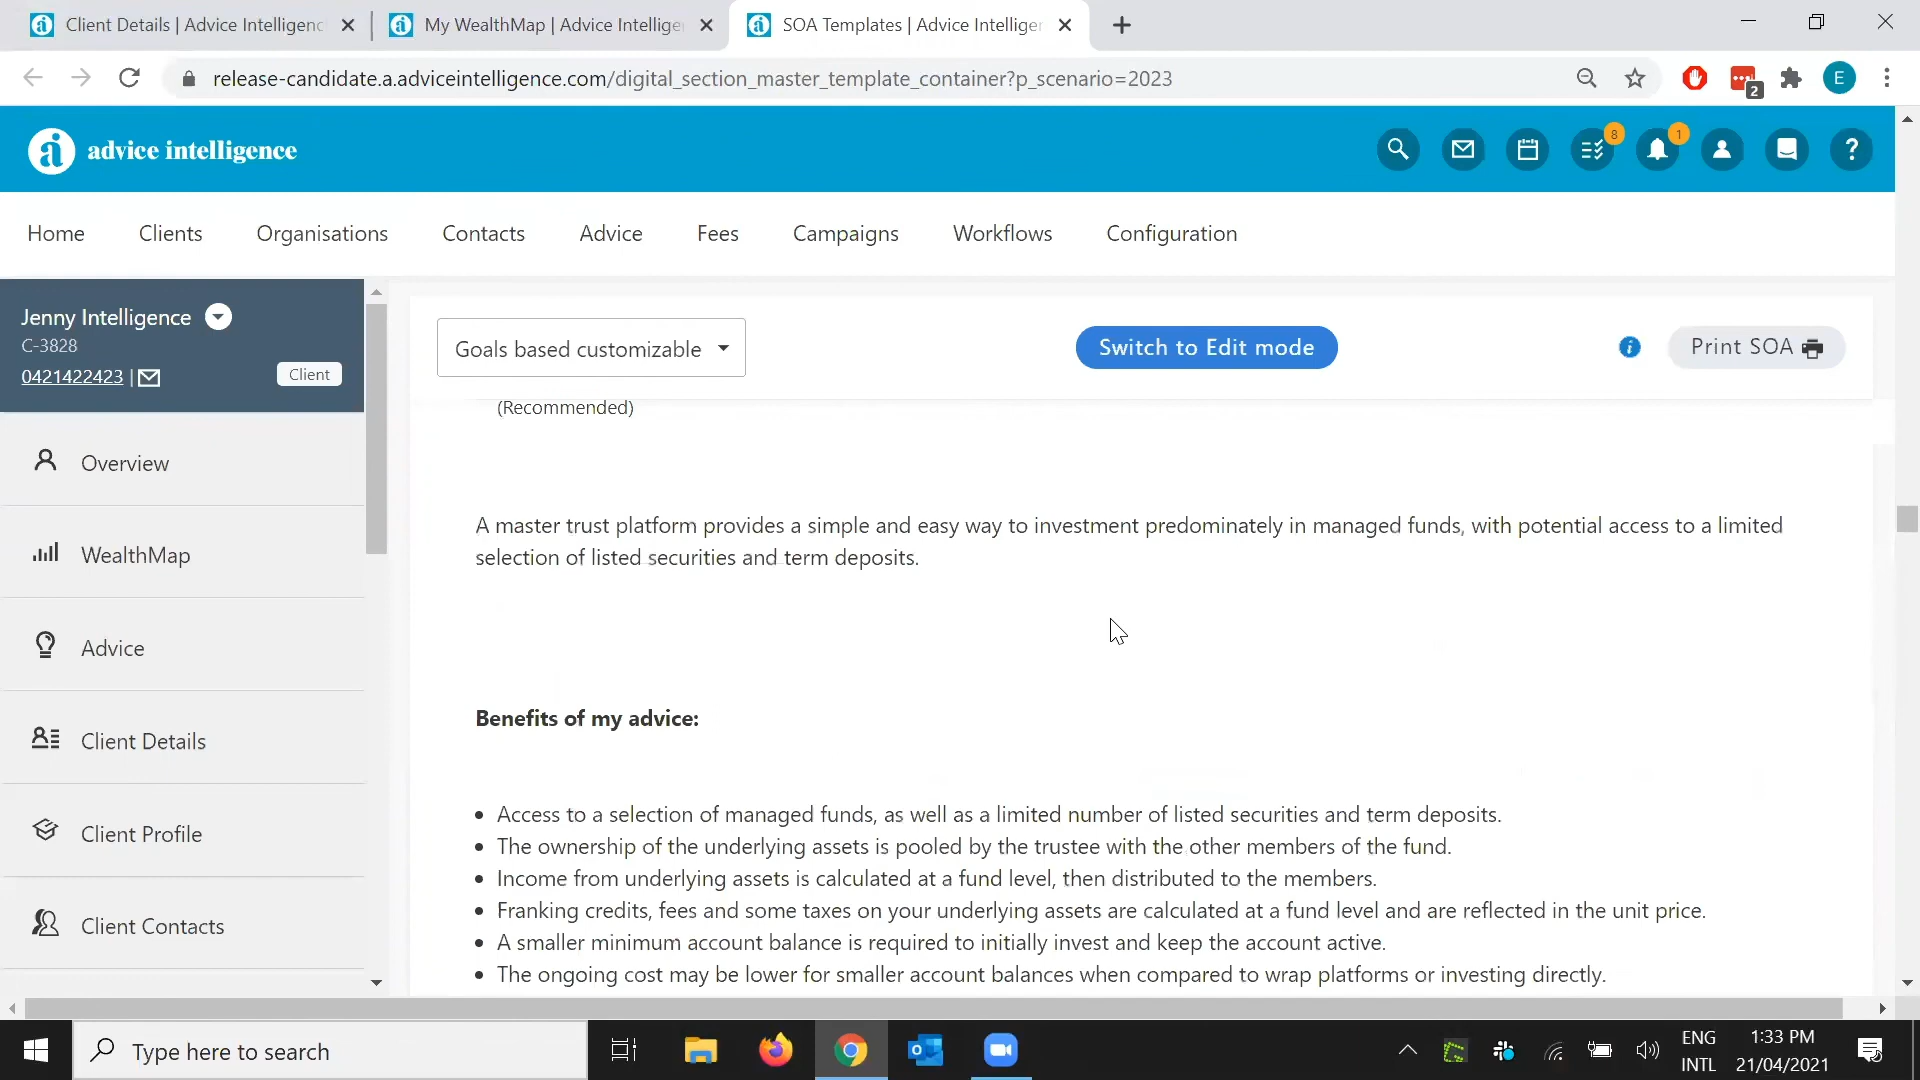 Client Details | Advice Intelligenc
My WealthMap | Advice Intellige
SOA Templates | Advice Intelliger
release-candidate.a.adviceintelligence.com/digital_section_master_template_container?p_scenario=2023
2
E
advice intelligence
8
1
?
Home Clients Organisations Contacts Advice Fees Campaigns Workflows Configuration
Jenny Intelligence
C-3828
0421422423 |
Client
Overview
WealthMap
Advice
Client Details
Client Profile
Client Contacts
Goals based customizable
Switch to Edit mode
i
Print SOA
(Recommended)
A master trust platform provides a simple and easy way to investment predominately in managed funds, with potential access to a limited
selection of listed securities and term deposits.
Benefits of my advice:
• Access to a selection of managed funds, as well as a limited number of listed securities and term deposits.
• The ownership of the underlying assets is pooled by the trustee with the other members of the fund.
• Income from underlying assets is calculated at a fund level, then distributed to the members.
• Franking credits, fees and some taxes on your underlying assets are calculated at a fund level and are reflected in the unit price.
• A smaller minimum account balance is required to initially invest and keep the account active.
• The ongoing cost may be lower for smaller account balances when compared to wrap platforms or investing directly.
Type here to search
ENG
INTL
1:33 PM
21/04/2021